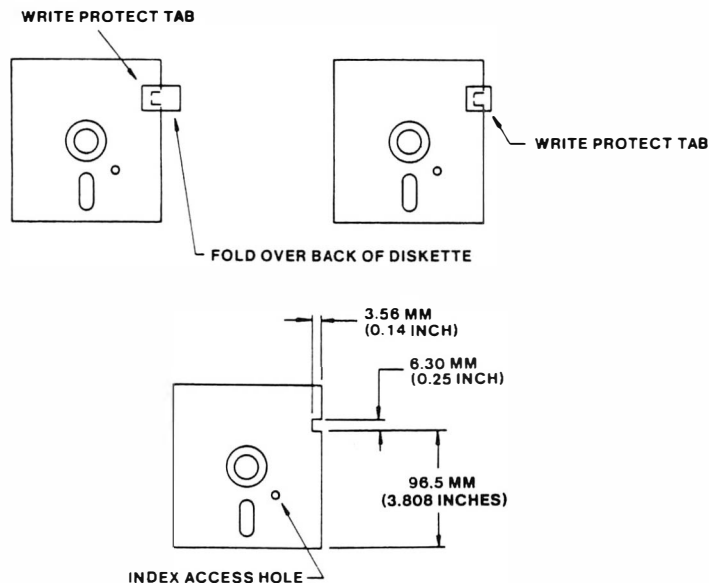 WRITE PROTECT TAB
WRITE PROTECT TAB
FOLD OVER BACK OF DISKETTE
3.56 MM
(0.14 INCH)
6.30 MM
(0.25 INCH)
96.5 MM
(3.808 INCHES)
INDEX ACCESS HOLE